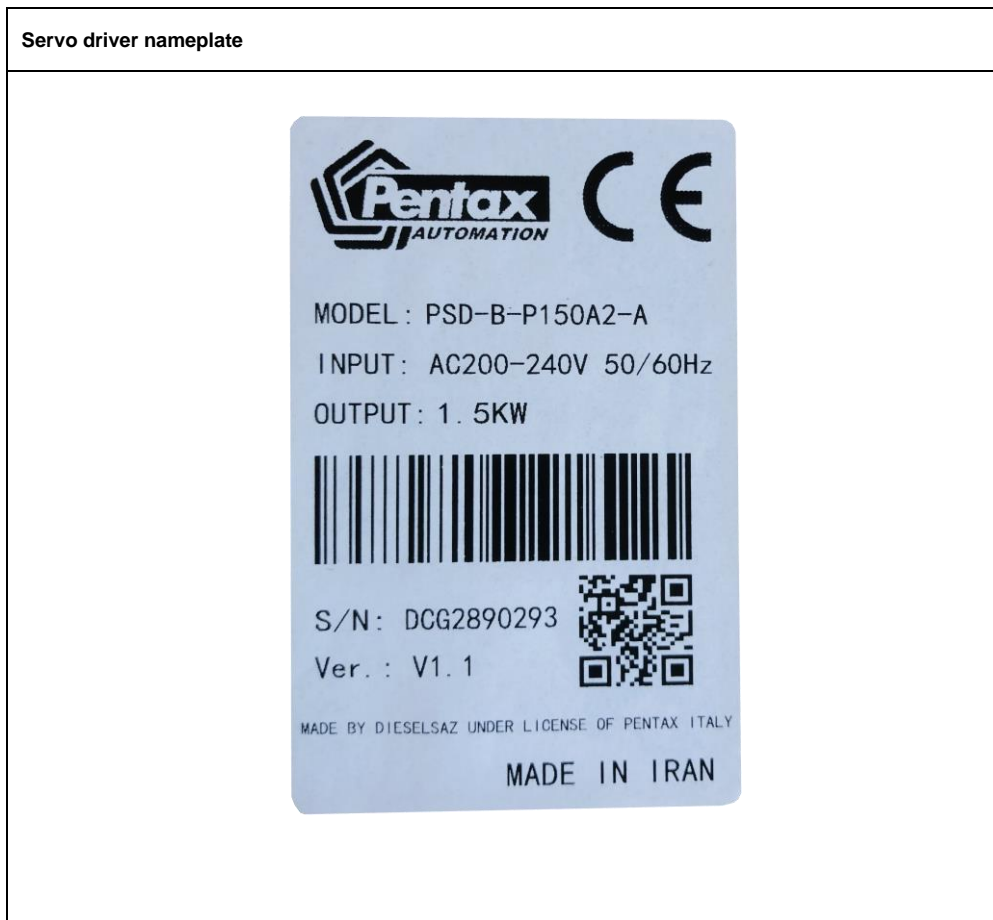 Servo driver nameplate
Pentax
AUTOMATION
CE
MODEL: PSD-B-P150A2-A
INPUT: AC200-240V 50/60Hz
OUTPUT: 1.5KW
S/N: DCG2890293
Ver.: V1.1
MADE BY DIESELSAZ UNDER LICENSE OF PENTAX ITALY
MADE IN IRAN